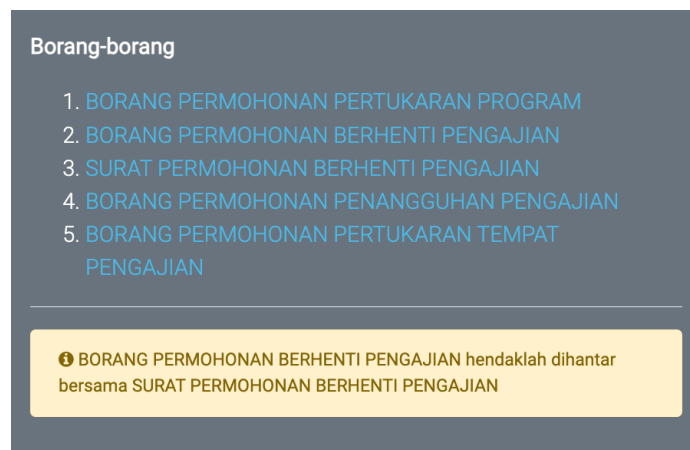 Borang-borang
1. BORANG PERMOHONAN PERTUKARAN PROGRAM
2. BORANG PERMOHONAN BERHENTI PENGAJIAN
3. SURAT PERMOHONAN BERHENTI PENGAJIAN
4. BORANG PERMOHONAN PENANGGUHAN PENGAJIAN
5. BORANG PERMOHONAN PERTUKARAN TEMPAT
PENGAJIAN
BORANG PERMOHONAN BERHENTI PENGAJIAN hendaklah dihantar
bersama SURAT PERMOHONAN BERHENTI PENGAJIAN